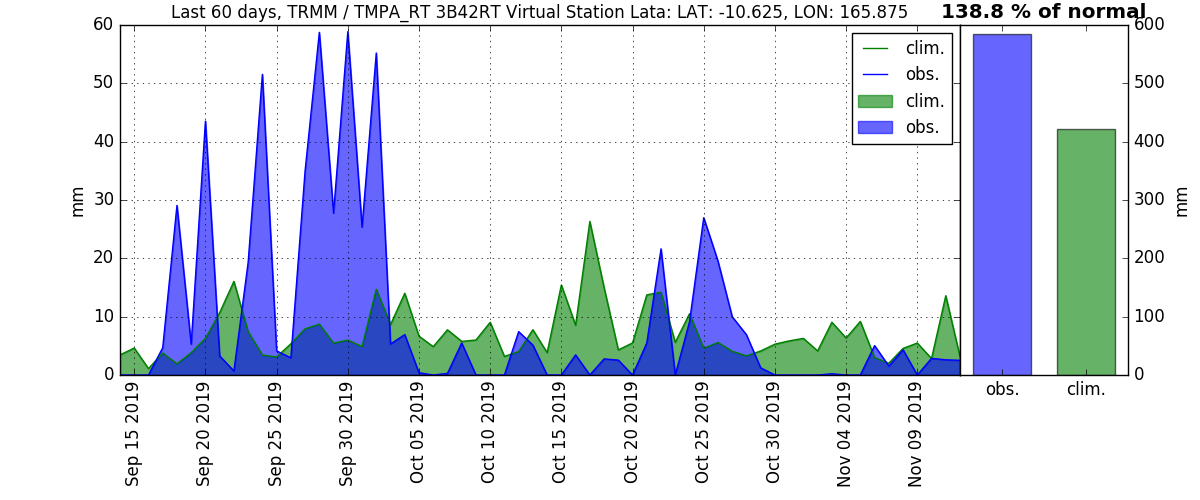 Last 60 days, TRMM / TMPA_RT 3B42RT Virtual Station Lata: LAT: -10.625, LON: 165.875
138.8 % of normal
60
50
40
30
20
10
0
mm
clim.
obs.
clim.
obs.
600
500
400
300
200
100
0
mm
Sep 15 2019
Sep 20 2019
Sep 25 2019
Sep 30 2019
Oct 05 2019
Oct 10 2019
Oct 15 2019
Oct 20 2019
Oct 25 2019
Oct 30 2019
Nov 04 2019
Nov 09 2019
obs.
clim.